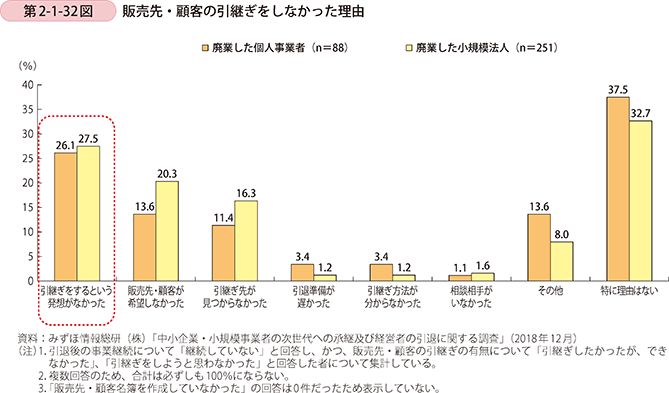 第2-1-32図 販売先・顧客の引継ぎをしなかった理由
廃業した個人事業者(n=88) 廃業した小規模法人(n=251)
(%)
40
35
30
25
20
15
10
5
0
26.1 27.5
13.6 20.3
11.4 16.3
3.4 1.2
3.4 1.2
1.1 1.6
13.6 8.0
37.5 32.7
引継ぎをするという
発想がなかった
販売先・顧客が
希望しなかった
引継ぎ先が
見つからなかった
引退準備が
遅かった
引継ぎ方法が
分からなかった
相談相手が
いなかった
その他
特に理由はない
資料:みずほ情報総研(株)「中小企業・小規模事業者の次世代への承継及び経営者の引退に関する調査」(2018年12月)
(注)1. 引退後の事業継続について「継続していない」と回答し、かつ、販売先・顧客の引継ぎの有無について「引継ぎしたかったが、でき
なかった」、「引継ぎをしようと思わなかった」と回答した者について集計している。
2. 複数回答のため、合計は必ずしも100%にならない。
3.「販売先・顧客名簿を作成していなかった」の回答は0件だったため表示していない。